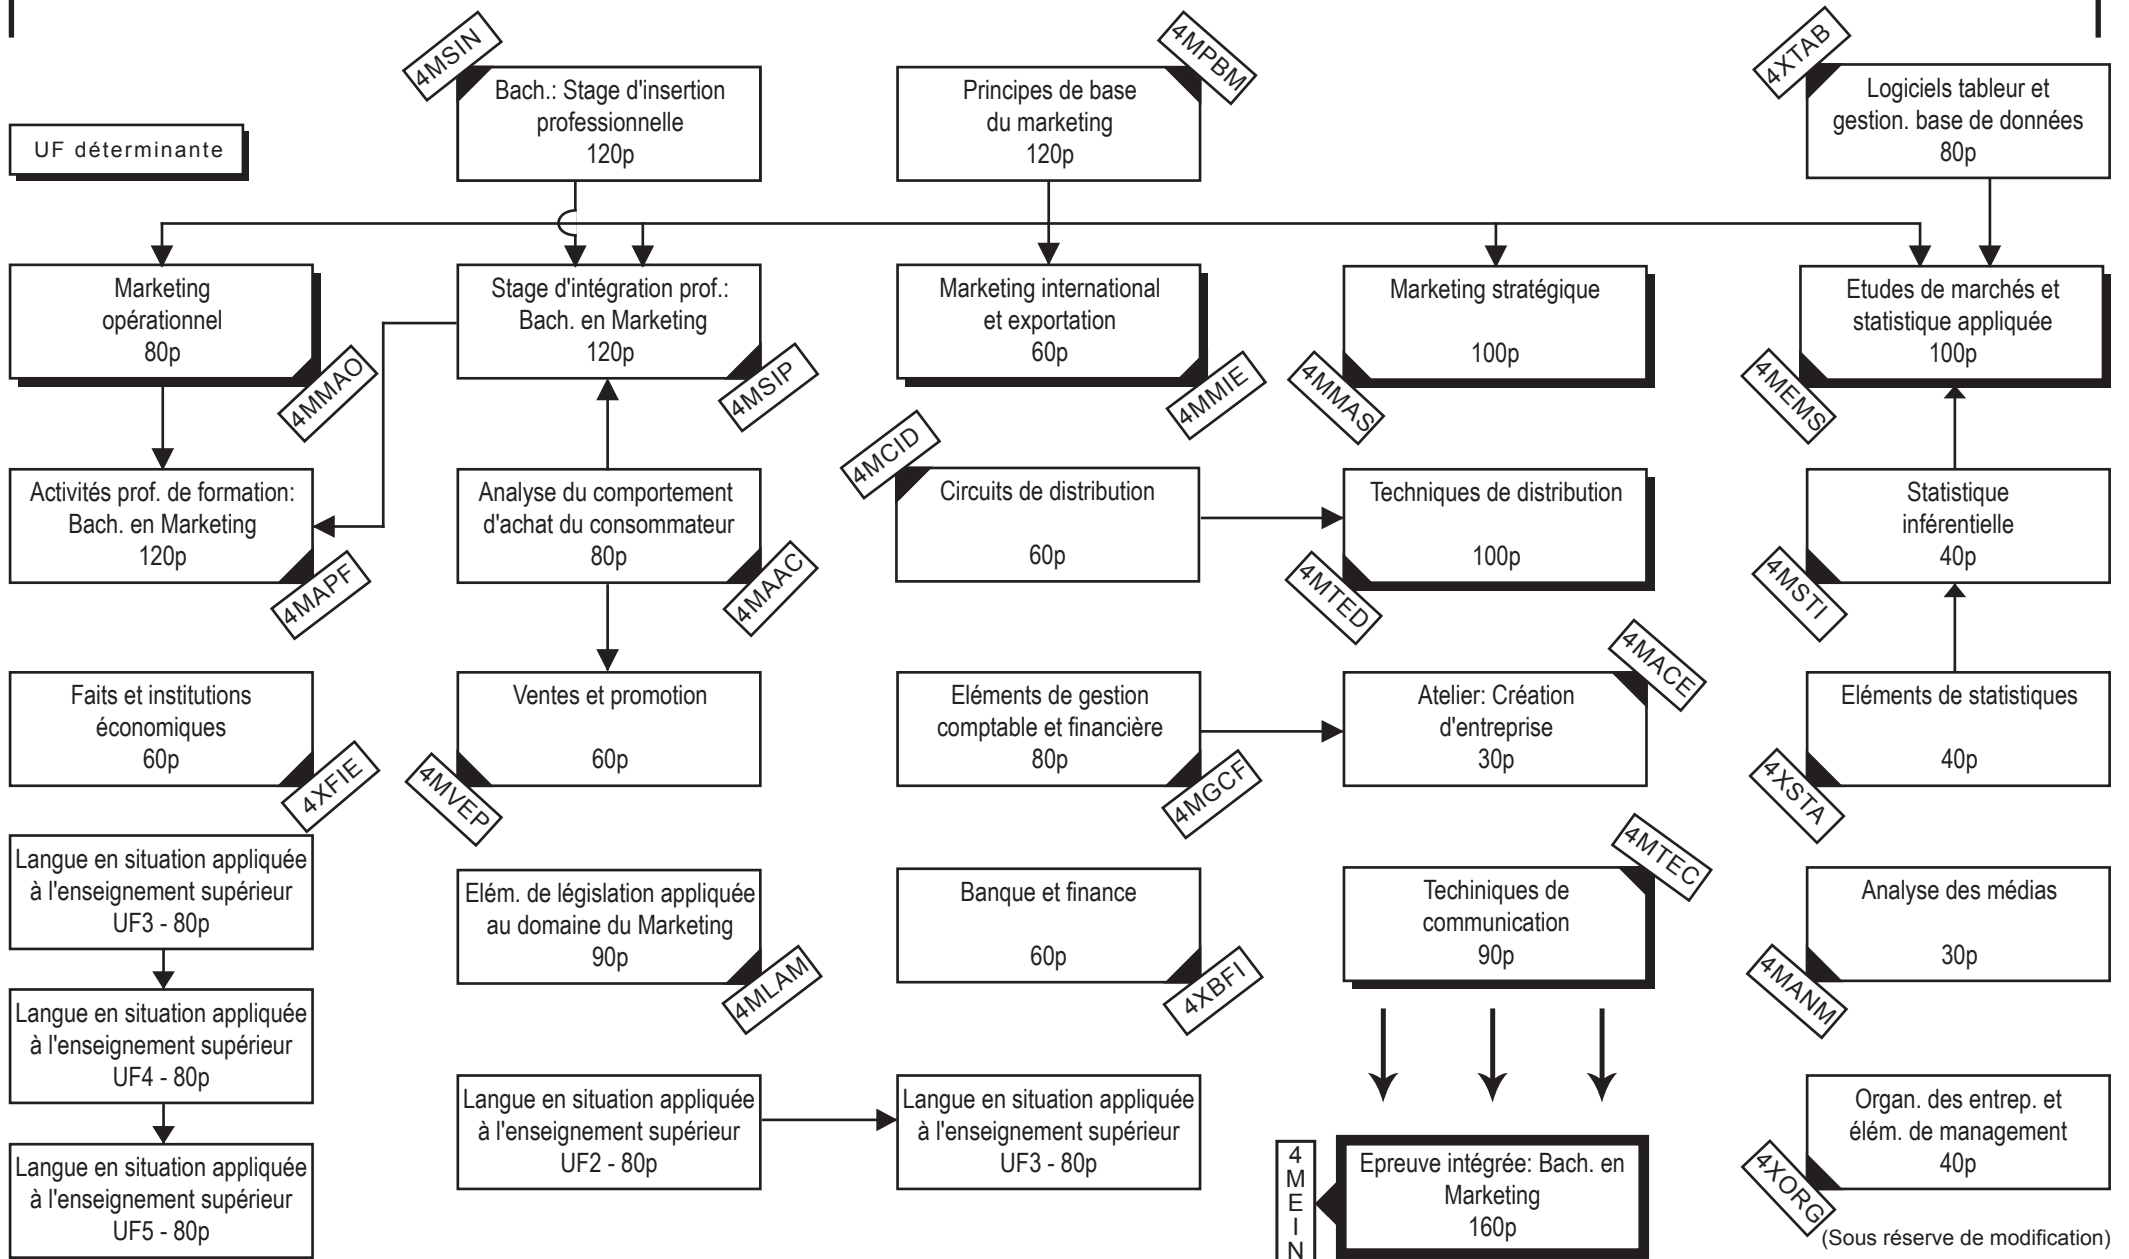 4MSIN
Bach.: Stage d'insertion
professionnelle
120p
4MPBM
Principes de base
du marketing
120p
4XTAB
Logiciels tableur et
gestion. base de données
80p
UF déterminante
Marketing
opérationnel
80p
4MMAO
Stage d'intégration prof.:
Bach. en Marketing
120p
4MSIP
Marketing international
et exportation
60p
4MMIE
Marketing stratégique
100p
4MMAS
Etudes de marchés et
statistique appliquée
100p
4MEMS
Activités prof. de formation:
Bach. en Marketing
120p
4MAPF
Analyse du comportement
d'achat du consommateur
80p
4MAAC
4MCID
Circuits de distribution
60p
Techniques de distribution
100p
4MTED
Statistique
inférentielle
40p
4MSTI
Faits et institutions
économiques
60p
4XFIE
Ventes et promotion
60p
4MVEP
Eléments de gestion
comptable et financière
80p
4MGCF
4MACE
Atelier: Création
d'entreprise
30p
Eléments de statistiques
40p
4XSTA
Langue en situation appliquée
à l'enseignement supérieur
UF3 - 80p
Elém. de législation appliquée
au domaine du Marketing
90p
4MLAM
Banque et finance
60p
4XBFI
4MTEC
Techiniques de
communication
90p
Analyse des médias
30p
4MANM
Langue en situation appliquée
à l'enseignement supérieur
UF4 - 80p
Langue en situation appliquée
à l'enseignement supérieur
UF5 - 80p
Langue en situation appliquée
à l'enseignement supérieur
UF2 - 80p
Langue en situation appliquée
à l'enseignement supérieur
UF3 - 80p
4MEIN
Epreuve intégrée: Bach. en
Marketing
160p
Organ. des entrep. et
élém. de management
40p
4XORG
(Sous réserve de modification)